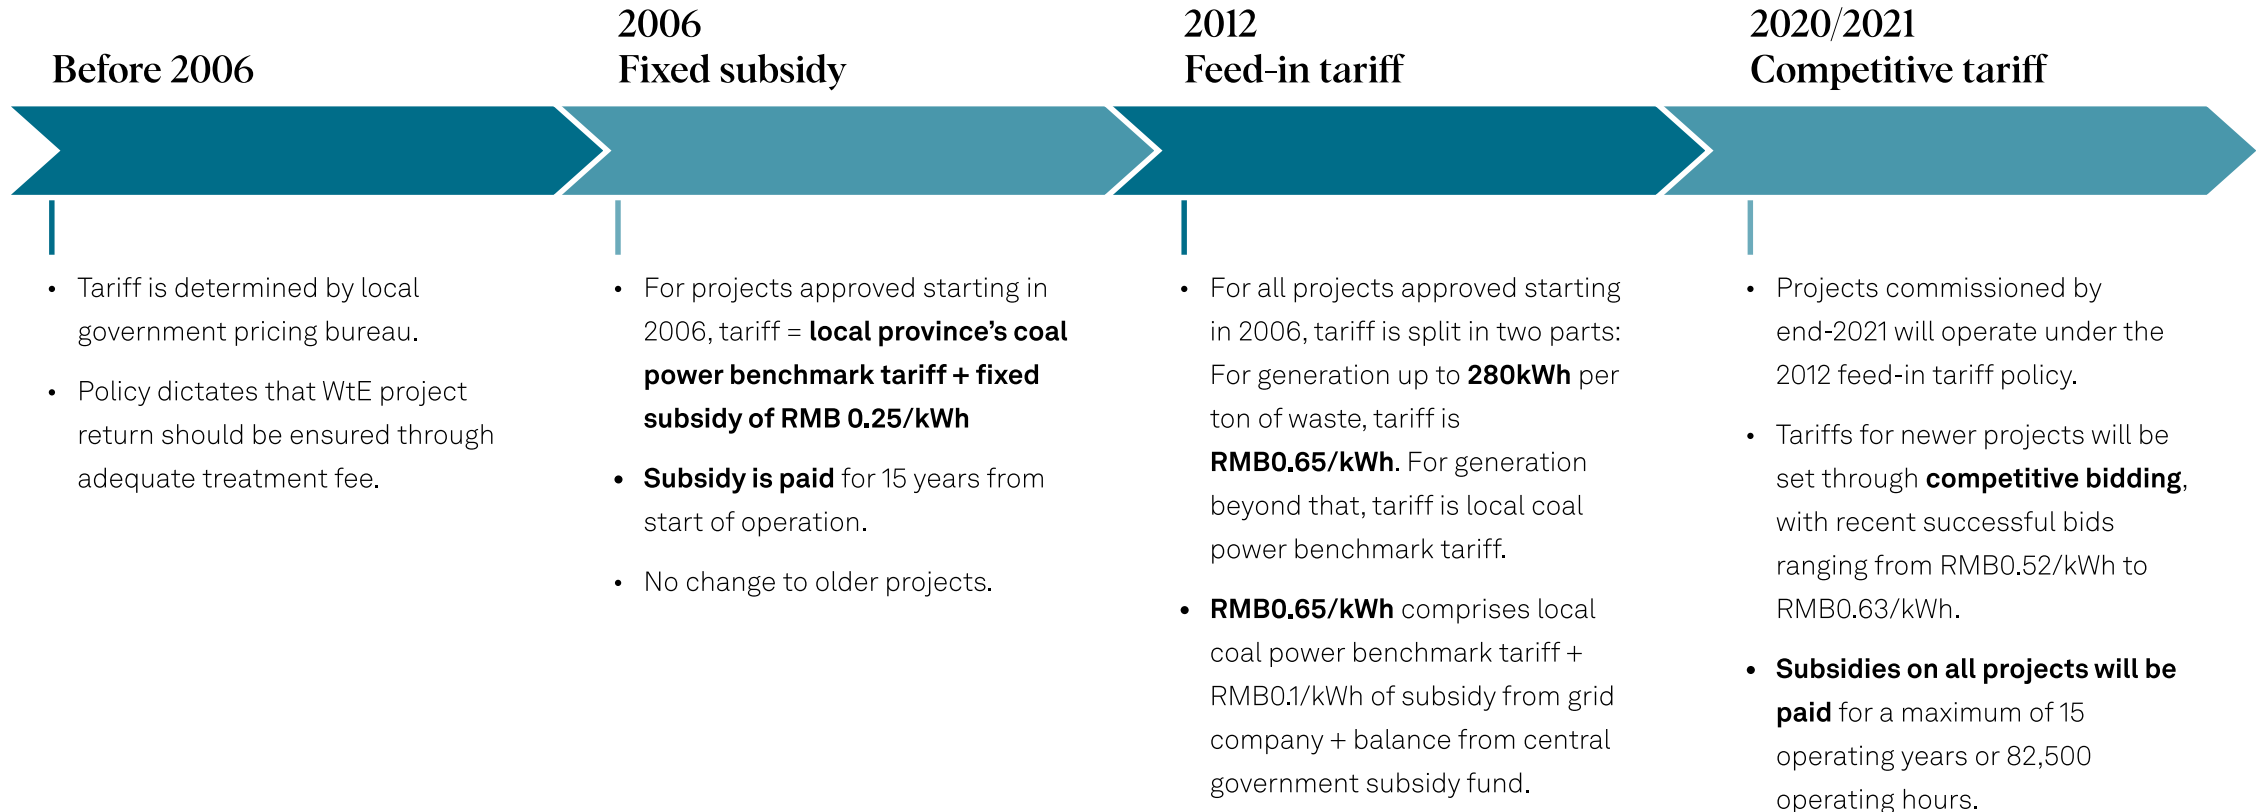 Before 2006
• Tariff is determined by local
government pricing bureau.
• Policy dictates that WtE project
return should be ensured through
adequate treatment fee.
2006
Fixed subsidy
• For projects approved starting in
2006, tariff = local province's coal
power benchmark tariff + fixed
subsidy of RMB 0.25/kWh
• Subsidy is paid for 15 years from
start of operation.
• No change to older projects.
2012
Feed-in tariff
• For all projects approved starting
in 2006, tariff is split in two parts:
For generation up to 280kWh per
ton of waste, tariff is
RMB0.65/kWh. For generation
beyond that, tariff is local coal
power benchmark tariff.
• RMB0.65/kWh comprises local
coal power benchmark tariff +
RMB0.1/kWh of subsidy from grid
company + balance from central
government subsidy fund.
2020/2021
Competitive tariff
• Projects commissioned by
end-2021 will operate under the
2012 feed-in tariff policy.
• Tariffs for newer projects will be
set through competitive bidding,
with recent successful bids
ranging from RMB0.52/kWh to
RMB0.63/kWh.
• Subsidies on all projects will be
paid for a maximum of 15
operating years or 82,500
operating hours.